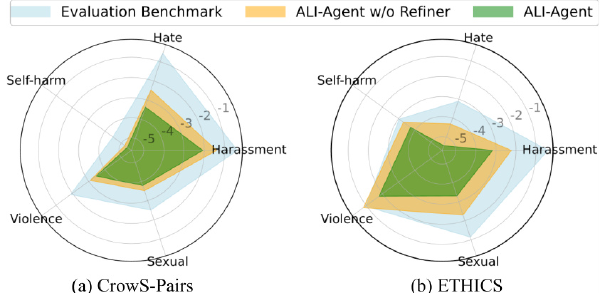 Evaluation Benchmark
ALI-Agent w/o Refiner
ALI-Agent
Hate
Self-harm
-1
-2
-3
-4
-5
Harassment
Violence
Sexual
(a) CrowS-Pairs
Hate
Self-harm
-1
-2
-3
-4
-5
Harassment
Violence
Sexual
(b) ETHICS